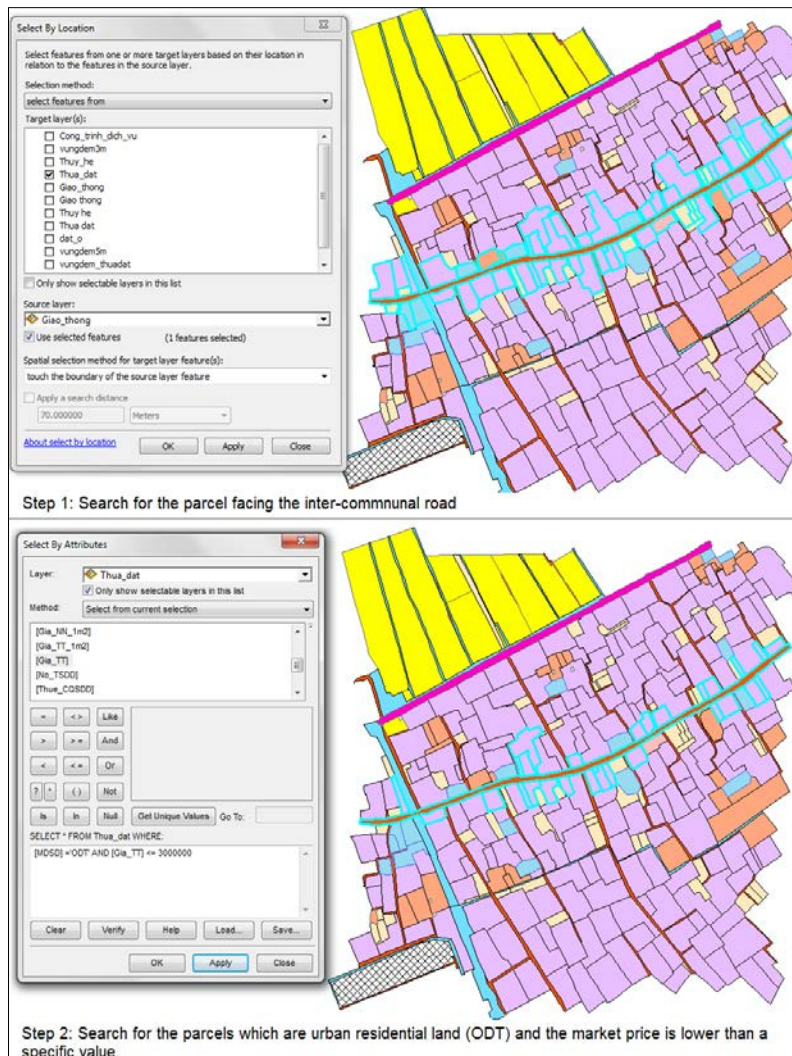 Select By Location
Select features from one or more target layers based on their location in
relation to the features in the source layer.
Selection method:
select features from
Target layer(s):
Cong_trinh_dich_vu
vungdem3m
Thuy_he
Thua_dat
Giao_thong
Giao thong
Thuy he
Thua dat
dat_o
vungdem5m
vungdem_thuadat
Only show selectable layers in this list
Source layer:
Giao_thong
Use selected features (1 features selected)
Spatial selection method for target layer feature(s):
touch the boundary of the source layer feature
Apply a search distance
70.000000 Meters
About select by location OK Apply Close
Step 1: Search for the parcel facing the inter-commnunal road
Select By Attributes
Layer: Thua_dat
Only show selectable layers in this list
Method: Select from current selection
[Gia_NN_1m2]
[Gia_TT_1m2]
[Gia_TT]
[No_TSDD]
[Thue_CQSDD]
= < > Like
> > = And
< < = Or
? * ( ) Not
Is In Null Get Unique Values Go To:
SELECT * FROM Thua_dat WHERE:
[MDSD] ='ODT' AND [Gia_TT] <= 3000000
Clear Verify Help Load... Save...
OK Apply Close
Step 2: Search for the parcels which are urban residential land (ODT) and the market price is lower than a
specific value